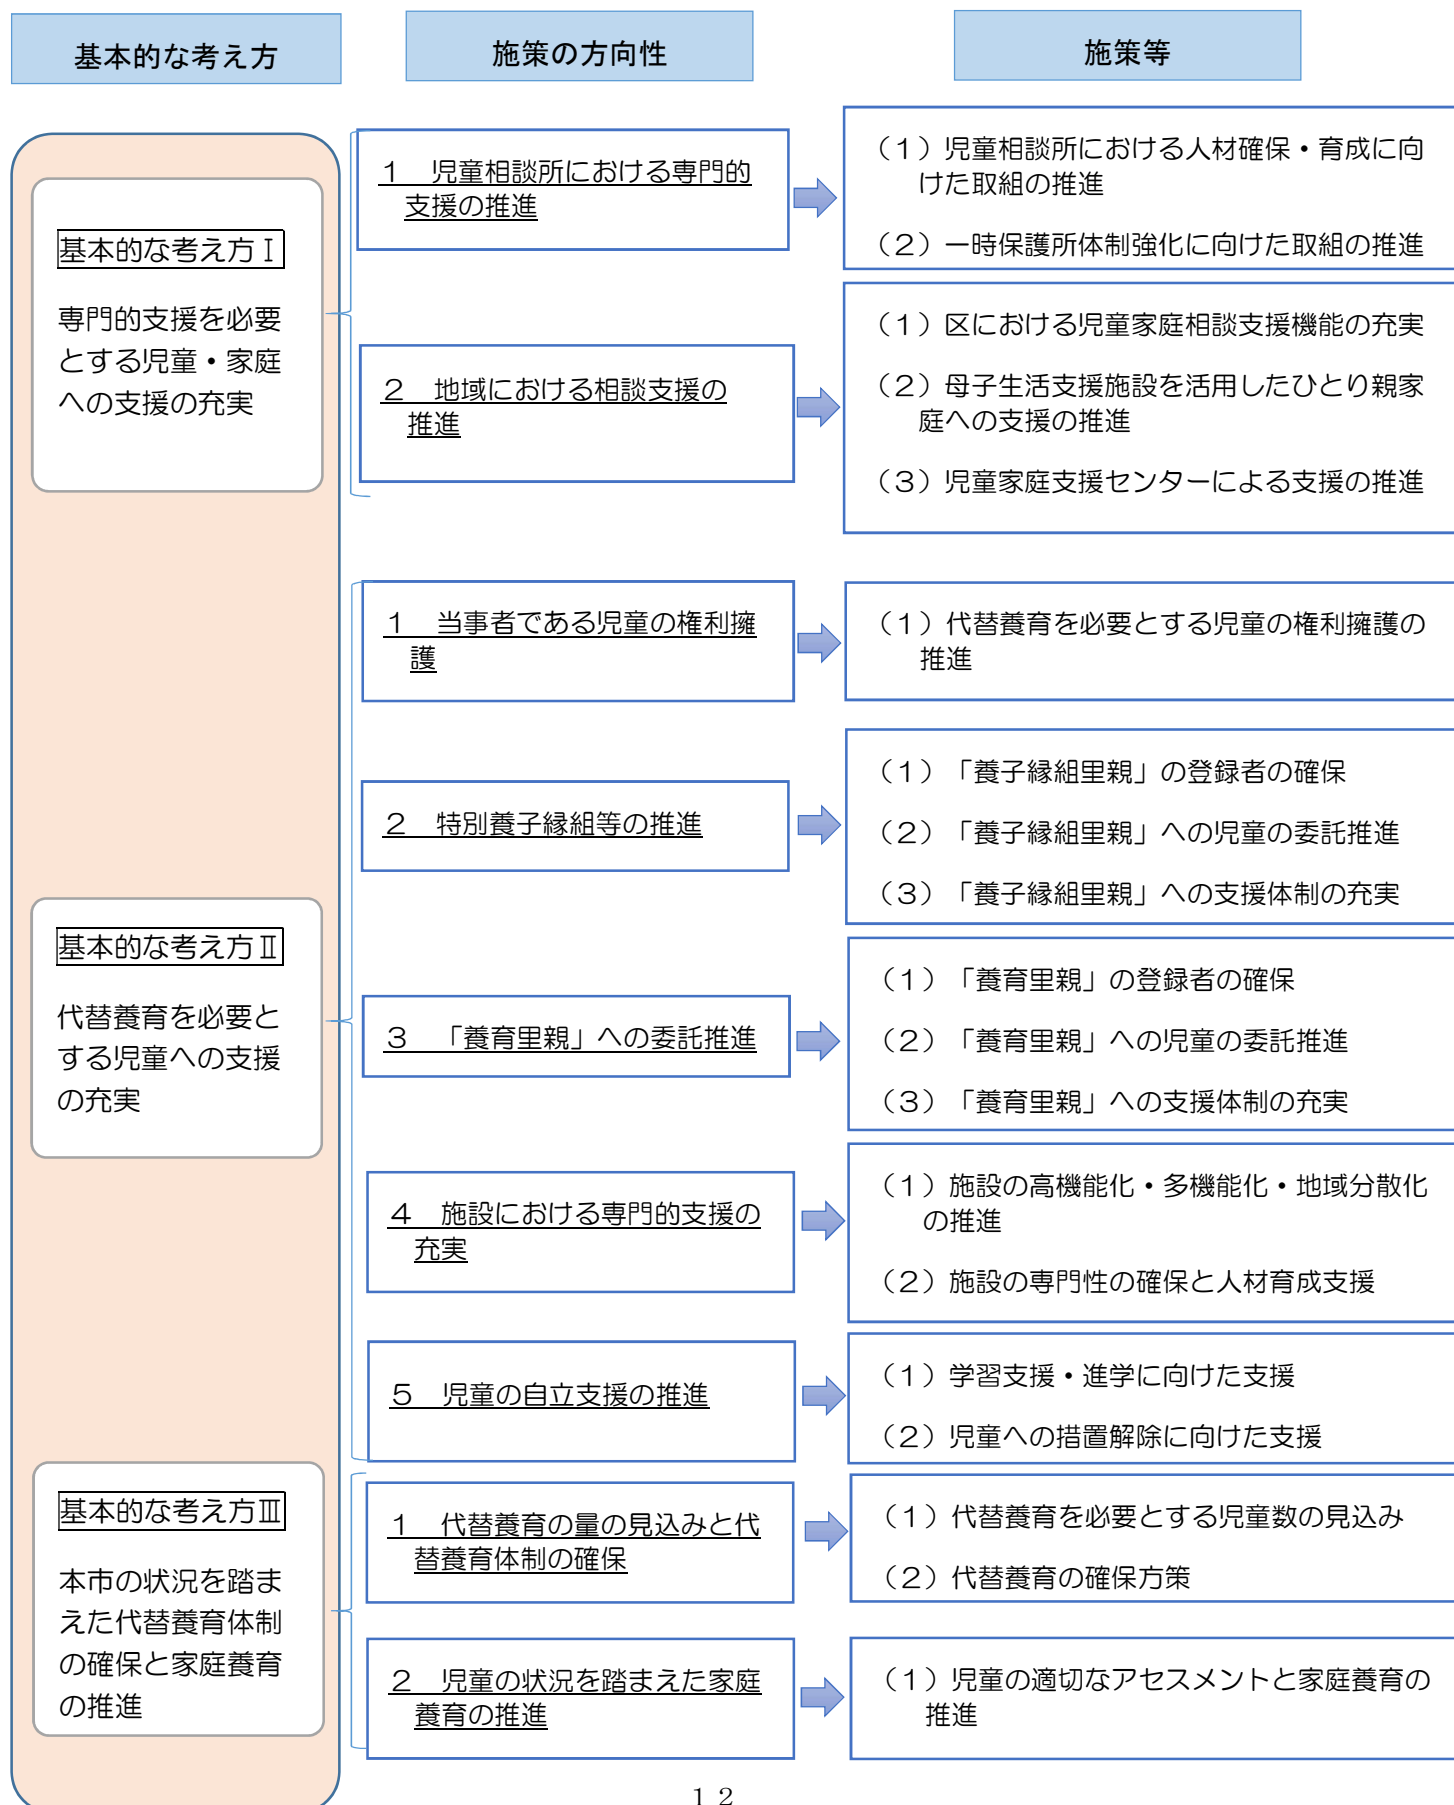 基本的な考え方
施策の方向性
施策等
基本的な考え方Ⅰ
専門的支援を必要
とする児童・家庭
への支援の充実
１　児童相談所における専門的
支援の推進
（１）児童相談所における人材確保・育成に向
けた取組の推進
（２）一時保護所体制強化に向けた取組の推進
２　地域における相談支援の
推進
（１）区における児童家庭相談支援機能の充実
（２）母子生活支援施設を活用したひとり親家
庭への支援の推進
（３）児童家庭支援センターによる支援の推進
基本的な考え方Ⅱ
代替養育を必要と
する児童への支援
の充実
１　当事者である児童の権利擁
護
（１）代替養育を必要とする児童の権利擁護の
推進
２　特別養子縁組等の推進
（１）「養子縁組里親」の登録者の確保
（２）「養子縁組里親」への児童の委託推進
（３）「養子縁組里親」への支援体制の充実
３　「養育里親」への委託推進
（１）「養育里親」の登録者の確保
（２）「養育里親」への児童の委託推進
（３）「養育里親」への支援体制の充実
４　施設における専門的支援の
充実
（１）施設の高機能化・多機能化・地域分散化
の推進
（２）施設の専門性の確保と人材育成支援
５　児童の自立支援の推進
（１）学習支援・進学に向けた支援
（２）児童への措置解除に向けた支援
基本的な考え方Ⅲ
本市の状況を踏ま
えた代替養育体制
の確保と家庭養育
の推進
１　代替養育の量の見込みと代
替養育体制の確保
（１）代替養育を必要とする児童数の見込み
（２）代替養育の確保方策
２　児童の状況を踏まえた家庭
養育の推進
（１）児童の適切なアセスメントと家庭養育の
推進
１２